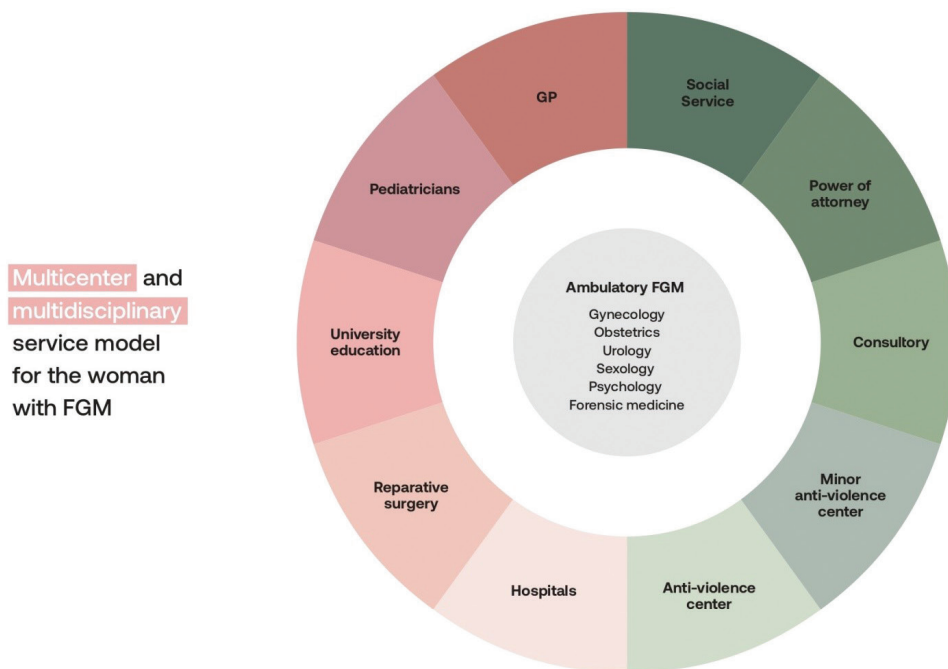 Multicenter and
multidisciplinary
service model
for the woman
with FGM
GP
Social
Service
Power of
attorney
Consultory
Minor
anti-violence
center
Anti-violence
center
Hospitals
Reparative
surgery
University
education
Pediatricians
Ambulatory FGM
Gynecology
Obstetrics
Urology
Sexology
Psychology
Forensic medicine